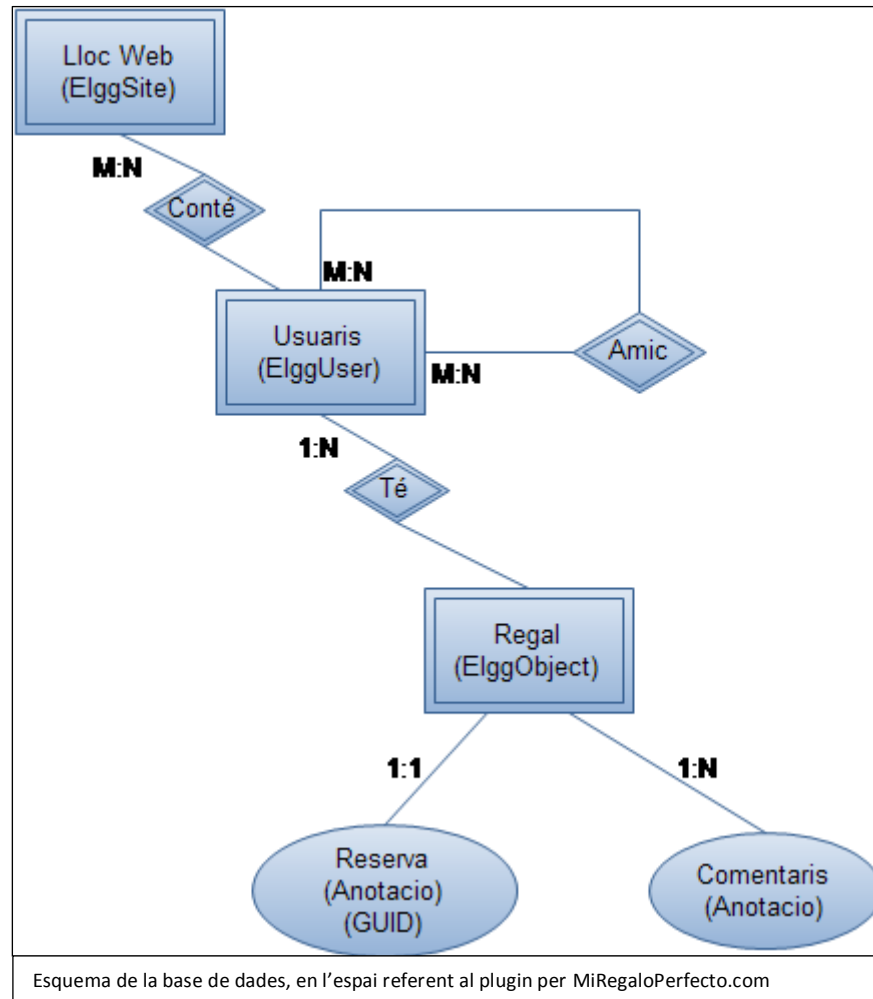 Lloc Web
(ElggSite)
M:N
Conté
M:N
Usuaris
(ElggUser)
M:N
Amic
1:N
Té
Regal
(ElggObject)
1:1
1:N
Reserva
(Anotacio)
(GUID)
Comentaris
(Anotacio)
Esquema de la base de dades, en l'espai referent al plugin per MiRegaloPerfecto.com